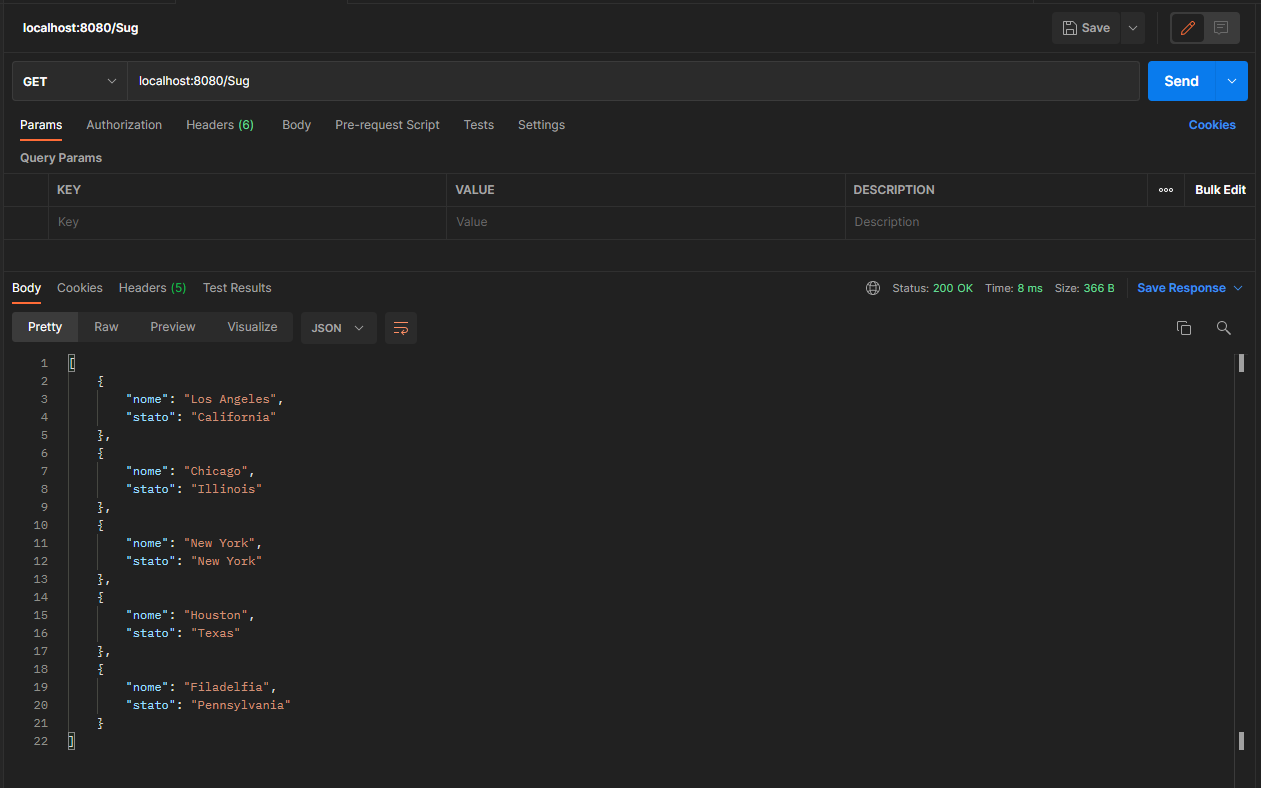 localhost:8080/Sug Save
GET localhost:8080/Sug Send
Params Authorization Headers (6) Body Pre-request Script Tests Settings Cookies
Query Params
KEY VALUE DESCRIPTION Bulk Edit
Key Value Description
Body Cookies Headers (5) Test Results Status: 200 OK Time: 8 ms Size: 366 B Save Response
Pretty Raw Preview Visualize JSON
1 [
2 {
3 "nome": "Los Angeles",
4 "stato": "California"
5 },
6 {
7 "nome": "Chicago",
8 "stato": "Illinois"
9 },
10 {
11 "nome": "New York",
12 "stato": "New York"
13 },
14 {
15 "nome": "Houston",
16 "stato": "Texas"
17 },
18 {
19 "nome": "Filadelfia",
20 "stato": "Pennsylvania"
21 }
22 ]